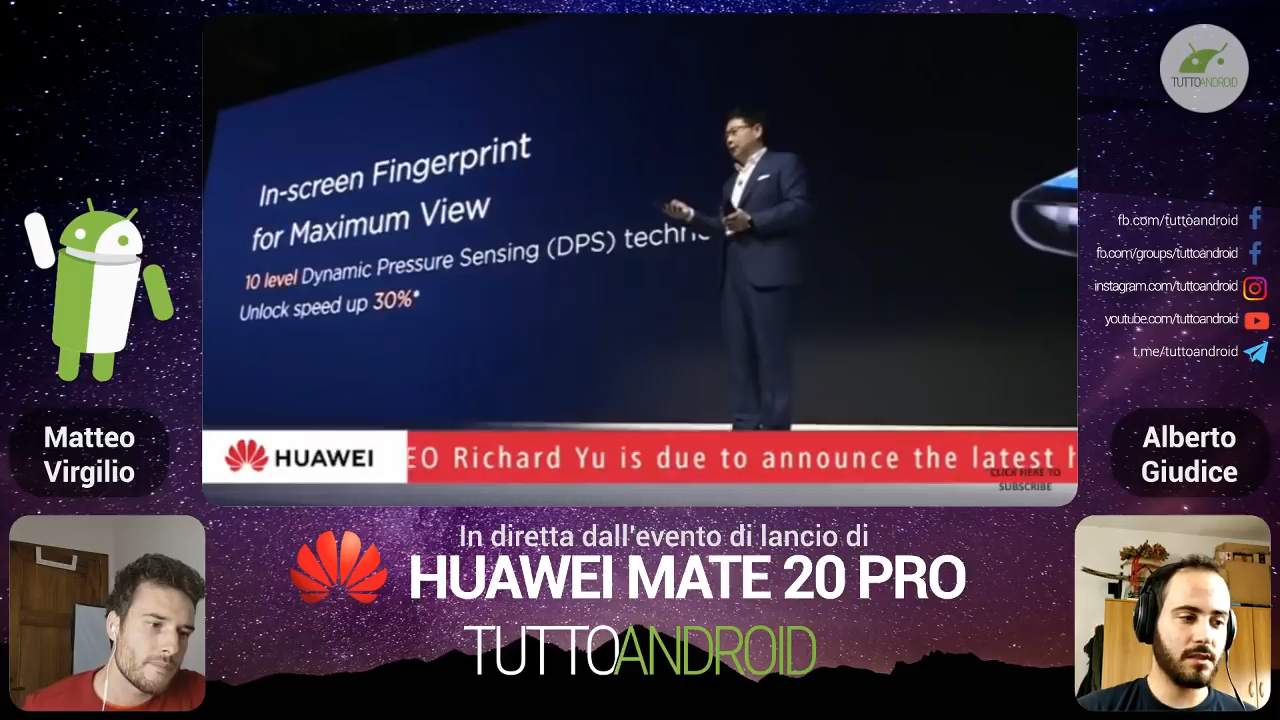 In-screen Fingerprint
for Maximum View
10 level Dynamic Pressure Sensing (DPS)
Unlock speed up 30%*
TUTTOANDROID
fb.com/tuttoandroid
fb.com/groups/tuttoandroid
instagram.com/tuttoandroid
youtube.com/tuttoandroid
t.me/tuttoandroid
Matteo
Virgilio
Alberto
Giudice
HUAWEI
EO Richard Yu is due to announce the latest
CLICK HERE TO
SUBSCRIBE
In diretta dall'evento di lancio di
HUAWEI MATE 20 PRO
TUTTOANDROID